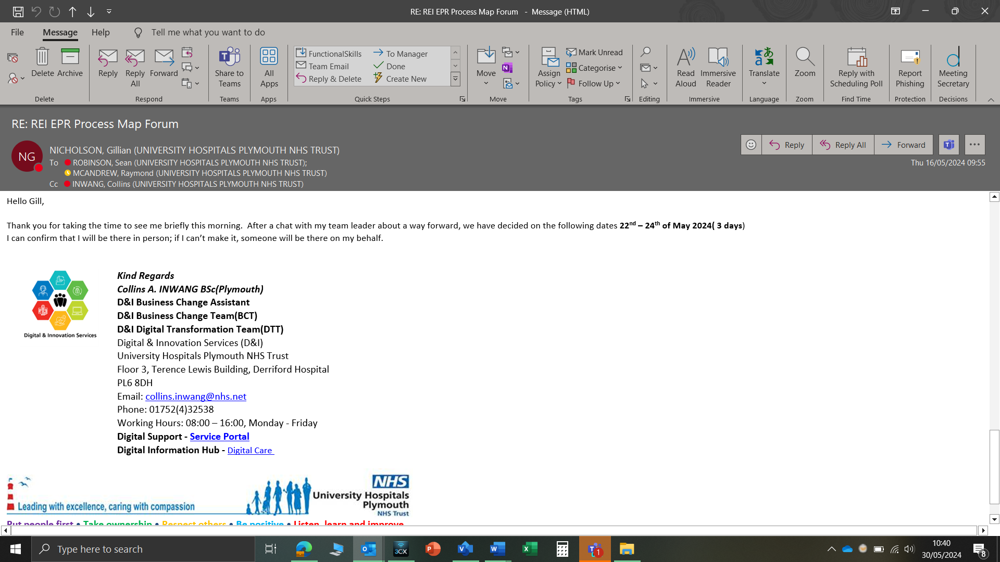 RE: REI EPR Process Map Forum - Message (HTML)
File Message Help Tell me what you want to do
Delete
Archive
Delete
Reply
Reply All
Forward
Respond
Share to Teams
Teams
All Apps
Apps
FunctionalSkills
To Manager
Team Email
Done
Reply & Delete
Create New
Quick Steps
Move
Move
Assign Policy
Mark Unread
Categorise
Follow Up
Tags
Editing
Read Aloud
Immersive Reader
Immersive
Translate
Language
Zoom
Zoom
Reply with Scheduling Poll
Find Time
Report Phishing
Protection
Meeting Secretary
Decisions
RE: REI EPR Process Map Forum
NG
NICHOLSON, Gillian (UNIVERSITY HOSPITALS PLYMOUTH NHS TRUST)
To ROBINSON, Sean (UNIVERSITY HOSPITALS PLYMOUTH NHS TRUST);
MCANDREW, Raymond (UNIVERSITY HOSPITALS PLYMOUTH NHS TRUST)
Cc INWANG, Collins (UNIVERSITY HOSPITALS PLYMOUTH NHS TRUST)
Reply Reply All Forward
Thu 16/05/2024 09:55
Hello Gill,
Thank you for taking the time to see me briefly this morning. After a chat with my team leader about a way forward, we have decided on the following dates 22nd – 24th of May 2024( 3 days)
I can confirm that I will be there in person; if I can’t make it, someone will be there on my behalf.
Digital & Innovation Services
Kind Regards
Collins A. INWANG BSc(Plymouth)
D&I Business Change Assistant
D&I Business Change Team(BCT)
D&I Digital Transformation Team(DTT)
Digital & Innovation Services (D&I)
University Hospitals Plymouth NHS Trust
Floor 3, Terence Lewis Building, Derriford Hospital
PL6 8DH
Email: collins.inwang@nhs.net
Phone: 01752(4)32538
Working Hours: 08:00 – 16:00, Monday - Friday
Digital Support - Service Portal
Digital Information Hub - Digital Care
Leading with excellence, caring with compassion
NHS
University Hospitals
Plymouth
NHS Trust
Put people first • Take ownership • Respect others • Be positive • Listen, learn and improve
Type here to search
3CX
1
10:40
30/05/2024
8